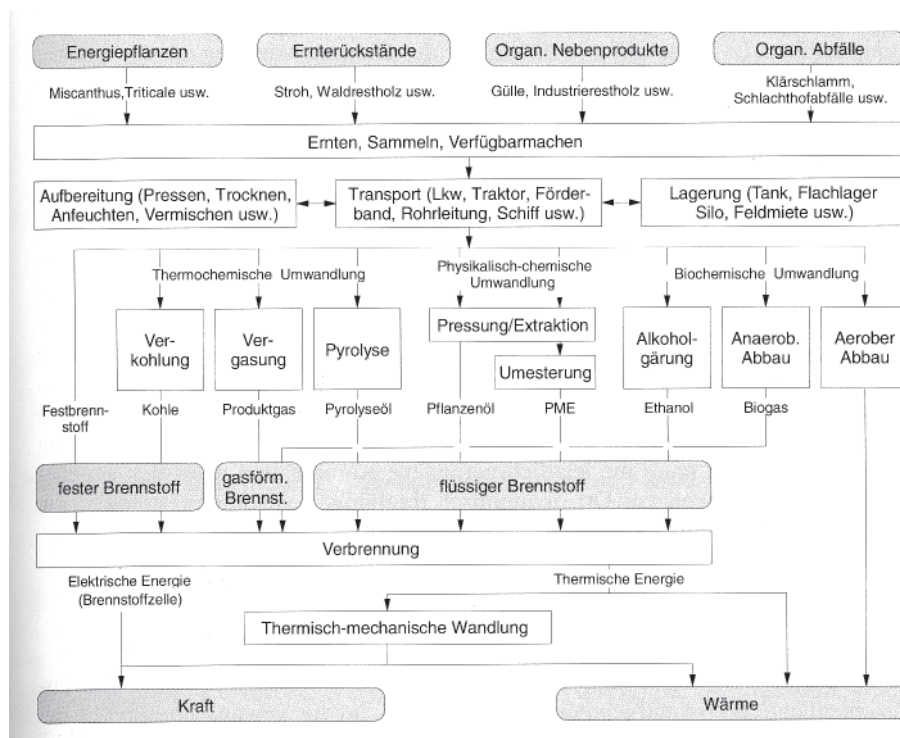 Energiepflanzen
Ernterückstände
Organ. Nebenprodukte
Organ. Abfälle
Miscanthus,Triticale usw.
Stroh, Waldrestholz usw.
Gülle, Industrierestholz usw.
Klärschlamm,
Schlachthofabfälle usw.
Ernten, Sammeln, Verfügbarmachen
Aufbereitung (Pressen, Trocknen,
Anfeuchten, Vermischen usw.)
Transport (Lkw, Traktor, Förder-
band, Rohrleitung, Schiff usw.)
Lagerung (Tank, Flachlager
Silo, Feldmiete usw.)
Thermochemische Umwandlung
Physikalisch-chemische
Umwandlung
Biochemische Umwandlung
Ver-
kohlung
Ver-
gasung
Pyrolyse
Pressung/Extraktion
Umesterung
Alkohol-
gärung
Anaerob.
Abbau
Aerober
Abbau
Festbrenn-
stoff
Kohle
Produktgas
Pyrolyseöl
Pflanzenöl
PME
Ethanol
Biogas
fester Brennstoff
gasförm.
Brennst.
flüssiger Brennstoff
Verbrennung
Elektrische Energie
(Brennstoffzelle)
Thermische Energie
Thermisch-mechanische Wandlung
Kraft
Wärme